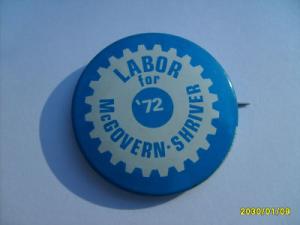 LABOR
for
'72
McGOVERN·SHRIVER
2030/01/09